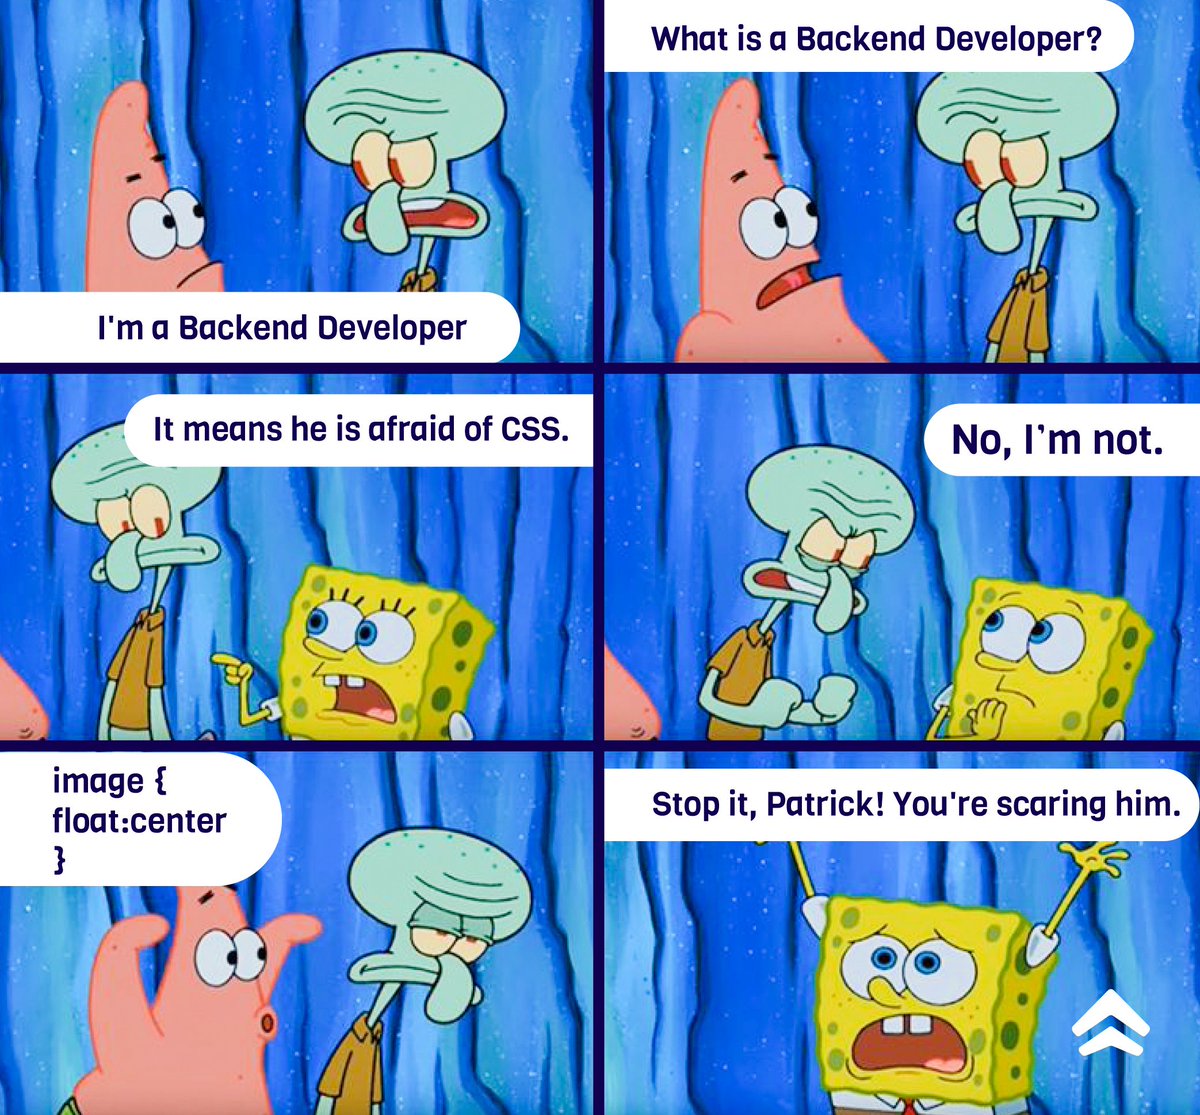 I'm a Backend Developer
What is a Backend Developer?
It means he is afraid of CSS.
No, I’m not.
image {
float:center
}
Stop it, Patrick! You're scaring him.